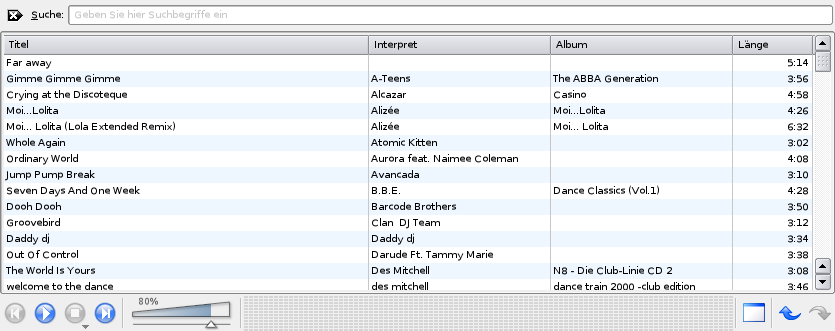 Suche: Geben Sie hier Suchbegriffe ein
Titel Interpret Album Länge
Far away 5:14
Gimme Gimme Gimme A-Teens The ABBA Generation 3:56
Crying at the Discoteque Alcazar Casino 4:58
Moi...Lolita Alizée Moi...Lolita 4:26
Moi... Lolita (Lola Extended Remix) Alizée Moi... Lolita 6:32
Whole Again Atomic Kitten 3:02
Ordinary World Aurora feat. Naimee Coleman 4:08
Jump Pump Break Avancada 3:10
Seven Days And One Week B.B.E. Dance Classics (Vol.1) 4:28
Dooh Dooh Barcode Brothers 3:50
Groovebird Clan DJ Team 3:12
Daddy dj Daddy dj 3:34
Out Of Control Darude Ft. Tammy Marie 3:38
The World Is Yours Des Mitchell N8 - Die Club-Linie CD 2 3:08
welcome to the dance des mitchell dance train 2000 -club edition 3:46
80%